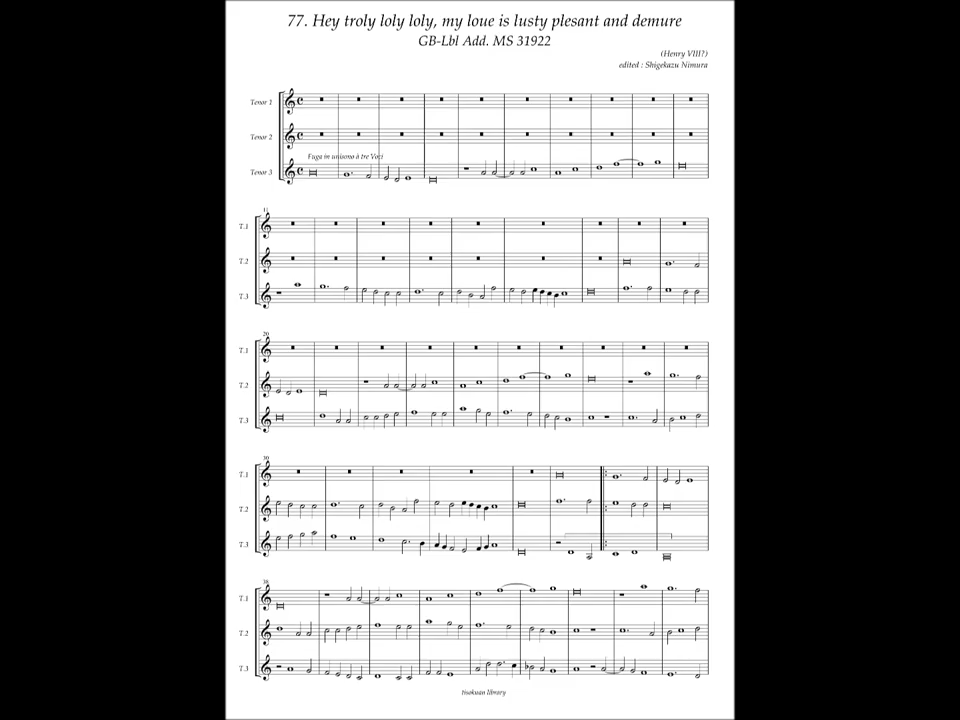 77. Hey troly loly loly, my loue is lusty plesant and demure
GB-Lbl Add. MS 31922
(Henry VIII?)
edited : Shigekazu Nimura
Tenor 1
Tenor 2
Fuga in unisono à tre Voci
Tenor 3
11
T.1
T.2
T.3
20
T.1
T.2
T.3
30
T.1
T.2
T.3
38
T.1
T.2
T.3
tnokuan library